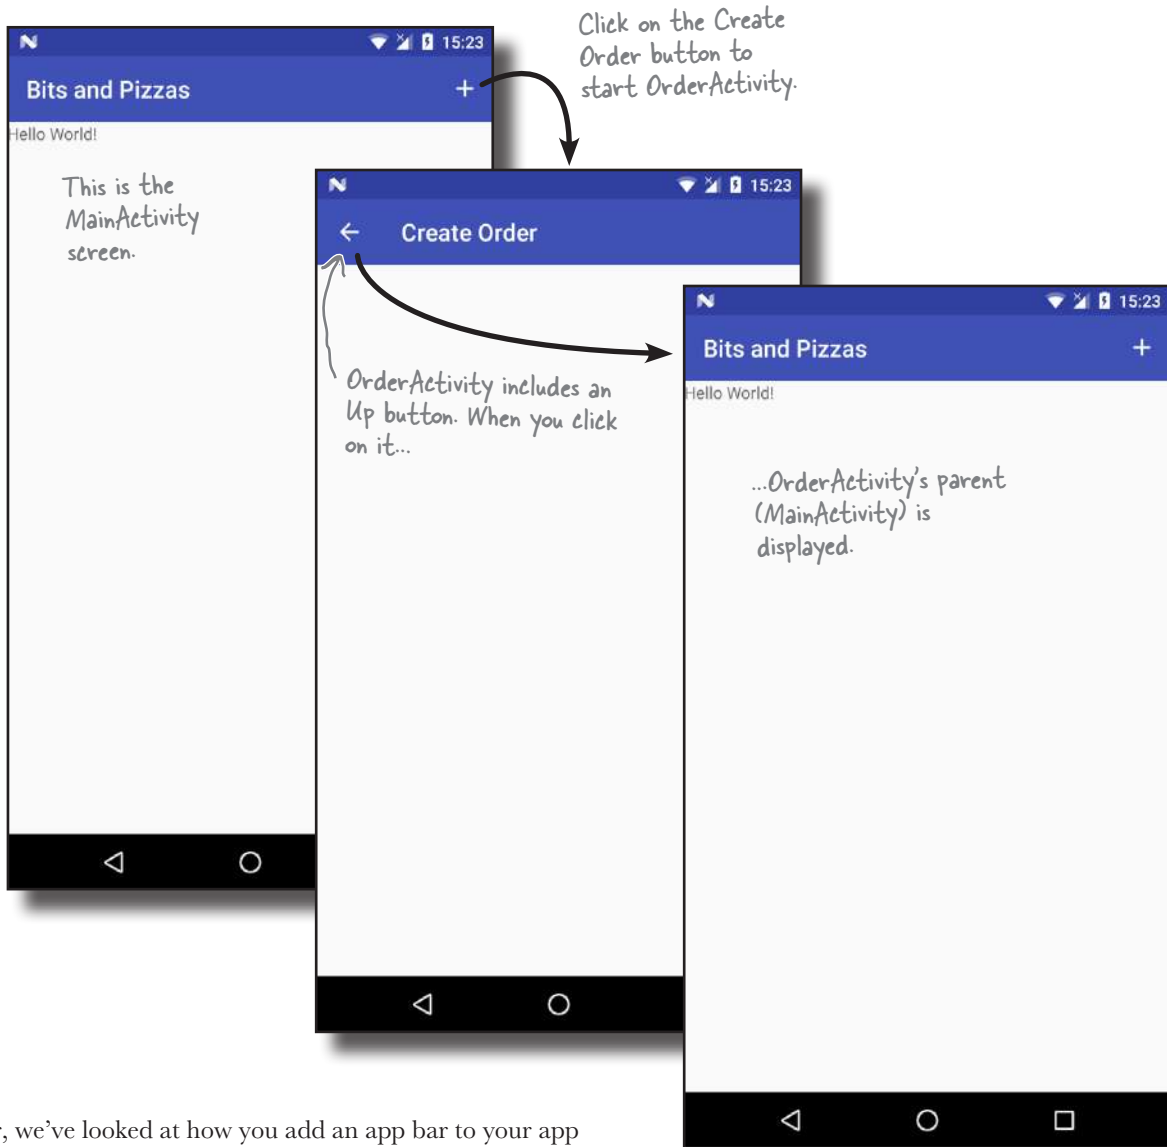 Click on the Create
Order button to
start OrderActivity.
15:23
Bits and Pizzas
Hello World!
This is the
MainActivity
screen.
15:23
Create Order
OrderActivity includes an
Up button. When you click
on it...
15:23
Bits and Pizzas
Hello World!
...OrderActivity's parent
(MainActivity) is
displayed.
, we've looked at how you add an app bar to your app